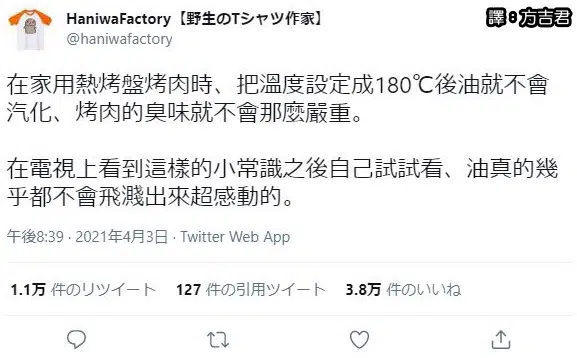 HaniwaFactory【野生のTシャツ作家】
譯8方吉君
@haniwafactory
在家用熱烤盤烤肉時、把溫度設定成180℃後油就不會
汽化、烤肉的臭味就不會那麼嚴重。
在電視上看到這樣的小常識之後自己試試看、油真的幾
乎都不會飛濺出來超感動的。
午後8:39 · 2021年4月3日 · Twitter Web App
1.1万 件のリツイート 127 件の引用ツイート 3.8万 件のいいね